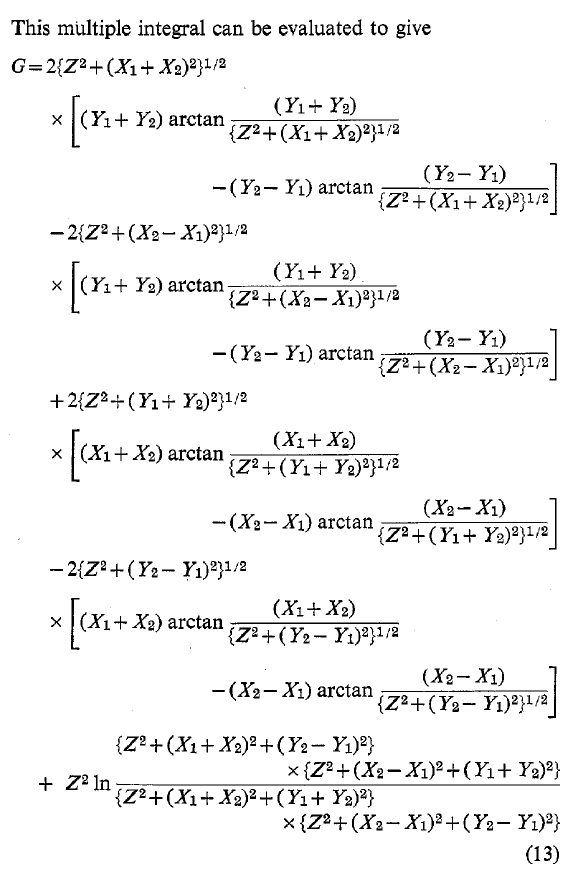 This multiple integral can be evaluated to give
G=2{Z²+(X₁+X₂)²}¹/²
× [(Y₁+Y₂) arctan (Y₁+Y₂)/{Z²+(X₁+X₂)²}¹/²
−(Y₂−Y₁) arctan (Y₂−Y₁)/{Z²+(X₁+X₂)²}¹/²]
−2{Z²+(X₂−X₁)²}¹/²
× [(Y₁+Y₂) arctan (Y₁+Y₂)/{Z²+(X₂−X₁)²}¹/²
−(Y₂−Y₁) arctan (Y₂−Y₁)/{Z²+(X₂−X₁)²}¹/²]
+2{Z²+(Y₁+Y₂)²}¹/²
× [(X₁+X₂) arctan (X₁+X₂)/{Z²+(Y₁+Y₂)²}¹/²
−(X₂−X₁) arctan (X₂−X₁)/{Z²+(Y₁+Y₂)²}¹/²]
−2{Z²+(Y₂−Y₁)²}¹/²
× [(X₁+X₂) arctan (X₁+X₂)/{Z²+(Y₂−Y₁)²}¹/²
−(X₂−X₁) arctan (X₂−X₁)/{Z²+(Y₂−Y₁)²}¹/²]
{Z²+(X₁+X₂)²+(Y₂−Y₁)²}
×{Z²+(X₂−X₁)²+(Y₁+Y₂)²}
+ Z² ln
{Z²+(X₁+X₂)²+(Y₁+Y₂)²}
×{Z²+(X₂−X₁)²+(Y₂−Y₁)²}
(13)